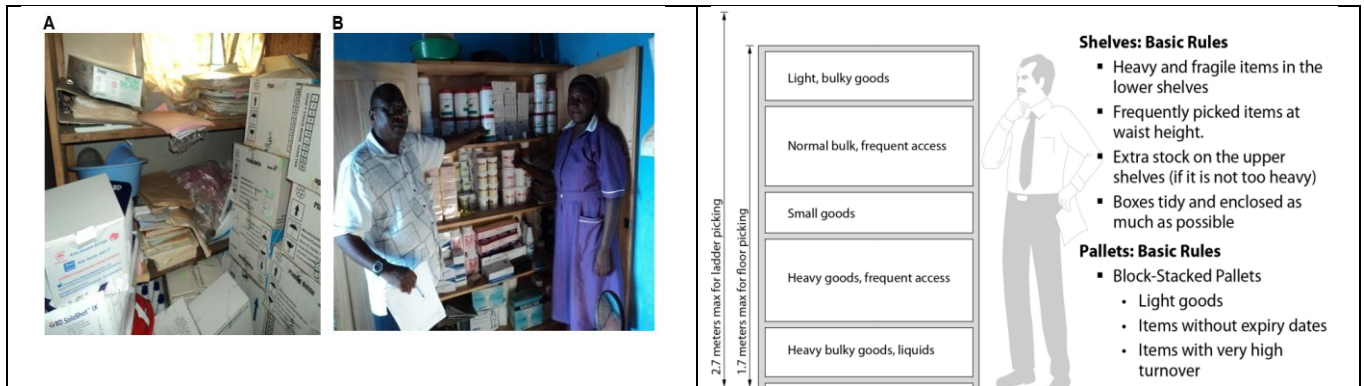 A
B
BD SoloShot IX
2.7 meters max for ladder picking
1.7 meters max for floor picking
Light, bulky goods
Normal bulk, frequent access
Small goods
Heavy goods, frequent access
Heavy bulky goods, liquids
Shelves: Basic Rules
▪ Heavy and fragile items in the
lower shelves
▪ Frequently picked items at
waist height.
▪ Extra stock on the upper
shelves (if it is not too heavy)
▪ Boxes tidy and enclosed as
much as possible
Pallets: Basic Rules
▪ Block-Stacked Pallets
• Light goods
• Items without expiry dates
• Items with very high
turnover